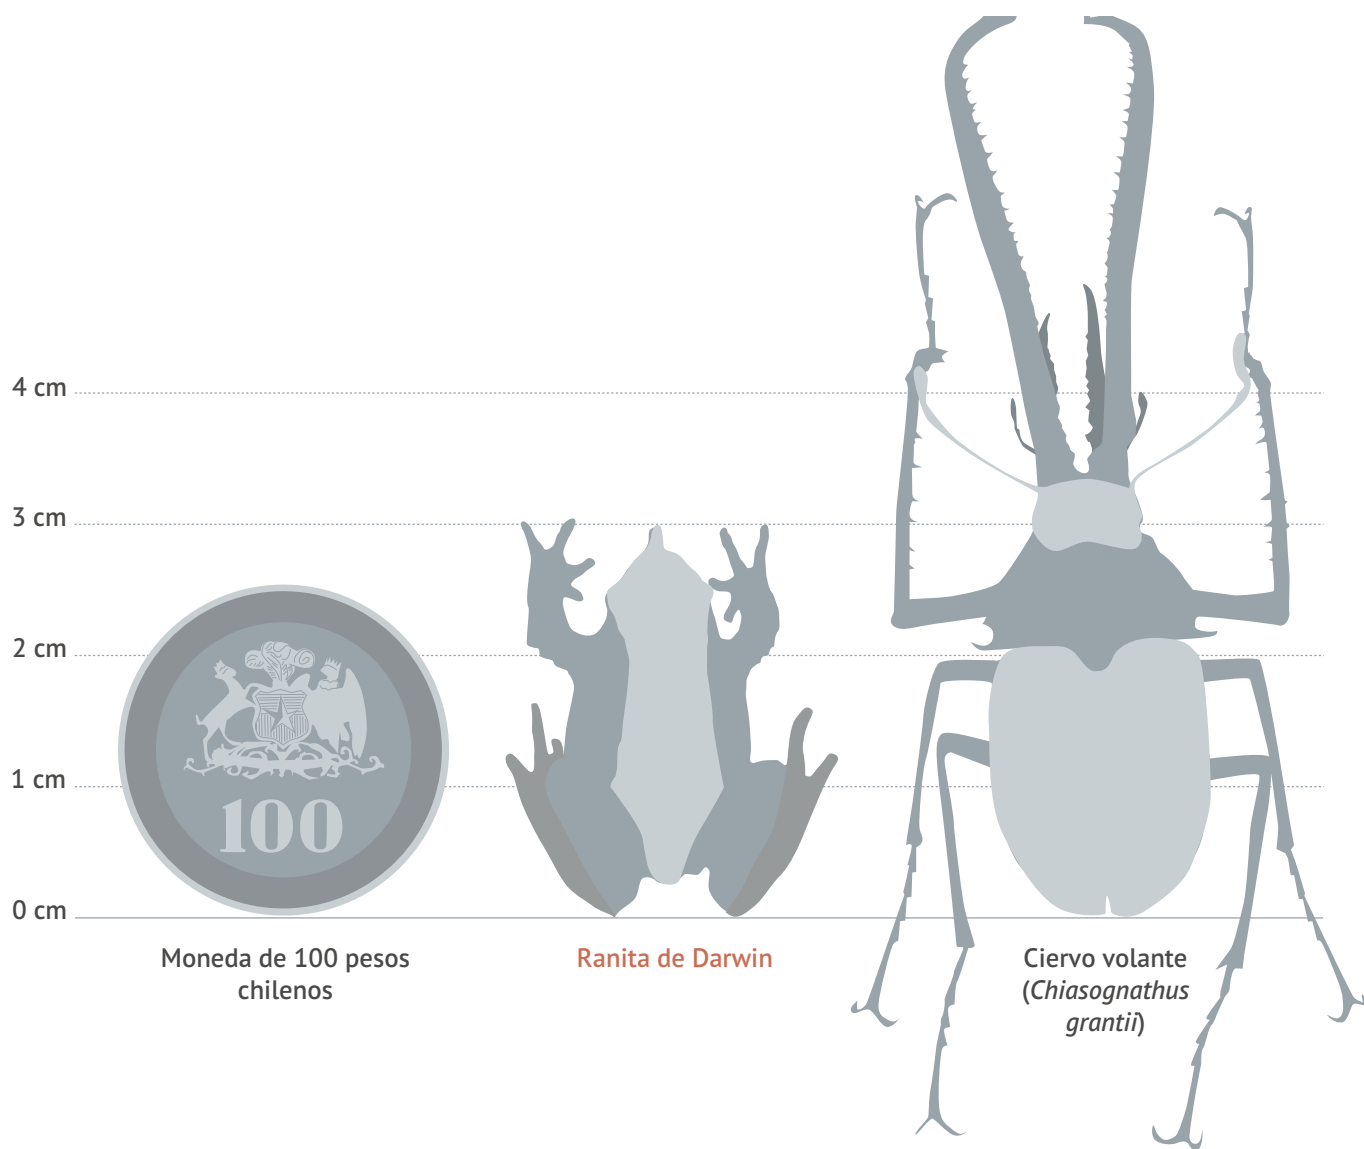 4 cm
3 cm
2 cm
1 cm
0 cm
100
Moneda de 100 pesos
chilenos
Ranita de Darwin
Ciervo volante
(Chiasognathus
grantii)